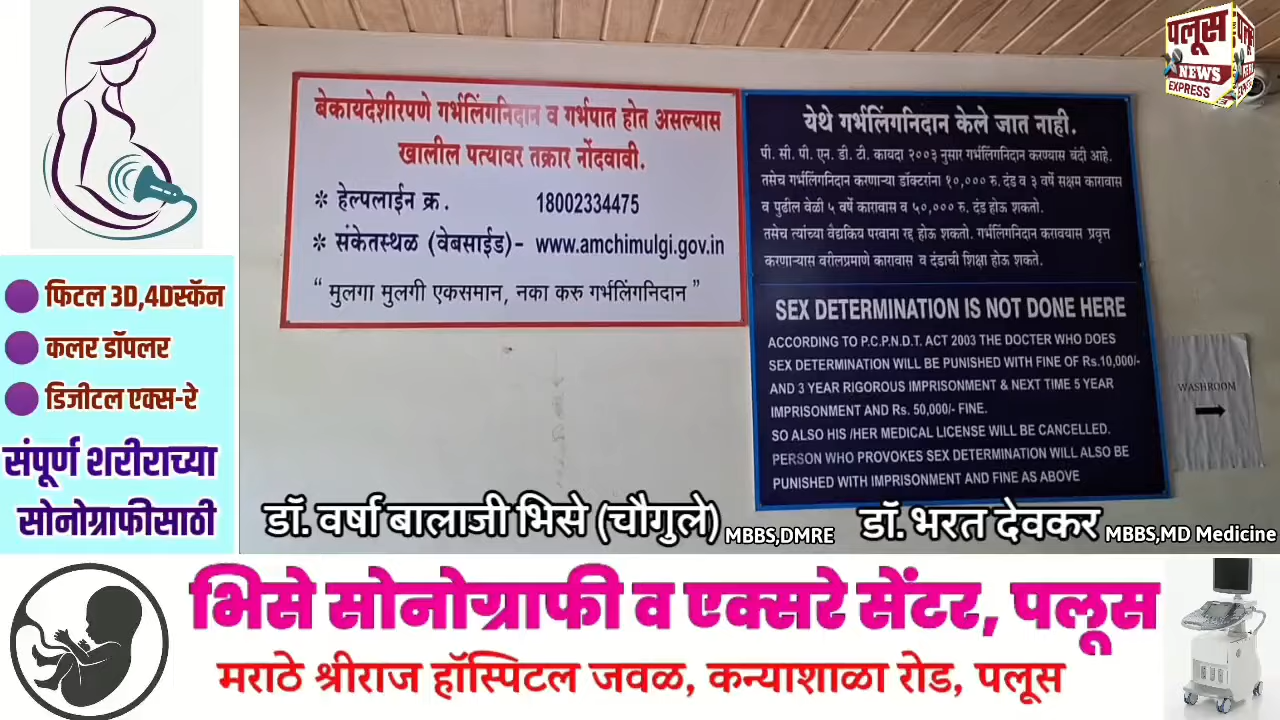 पलूस
NEWS
EXPRESS
बेकायदेशीरपणे गर्भलिंगनिदान व गर्भपात होत असल्यास
खालील पत्यावर तक्रार नोंदवावी.
* हेल्पलाईन क्र. 18002334475
* संकेतस्थळ (वेबसाईड)- www.amchimulgi.gov.in
“ मुलगा मुलगी एकसमान, नका करु गर्भलिंगनिदान ”
येथे गर्भलिंगनिदान केले जात नाही.
पी. सी. पी. एन. डी. टी. कायदा २००३ नुसार गर्भलिंगनिदान करण्यास बंदी आहे.
तसेच गर्भलिंगनिदान करणाऱ्या डॉक्टरांना १०,००० रु. दंड व ३ वर्षे सक्षम कारावास
व पुढील वेळी ५ वर्षे कारावास व ५०,००० रु. दंड होऊ शकतो.
तसेच त्यांच्या वैद्यकिय परवाना रद्द होऊ शकतो. गर्भलिंगनिदान करावयास प्रवृत्त
करणाऱ्यास वरीलप्रमाणे कारावास व दंडाची शिक्षा होऊ शकते.
SEX DETERMINATION IS NOT DONE HERE
ACCORDING TO P.C.P.N.D.T. ACT 2003 THE DOCTER WHO DOES
SEX DETERMINATION WILL BE PUNISHED WITH FINE OF Rs.10,000/-
AND 3 YEAR RIGOROUS IMPRISONMENT & NEXT TIME 5 YEAR
IMPRISONMENT AND Rs. 50,000/- FINE.
SO ALSO HIS /HER MEDICAL LICENSE WILL BE CANCELLED.
PERSON WHO PROVOKES SEX DETERMINATION WILL ALSO BE
PUNISHED WITH IMPRISONMENT AND FINE AS ABOVE
WASHROOM
फिटल 3D,4Dस्कॅन
कलर डॉपलर
डिजीटल एक्स-रे
संपूर्ण शरीराच्या
सोनोग्राफीसाठी
डॉ. वर्षा बालाजी भिसे (चौगुले) MBBS,DMRE
डॉ. भरत देवकर MBBS,MD Medicine
भिसे सोनोग्राफी व एक्सरे सेंटर, पलूस
मराठे श्रीराज हॉस्पिटल जवळ, कन्याशाळा रोड, पलूस